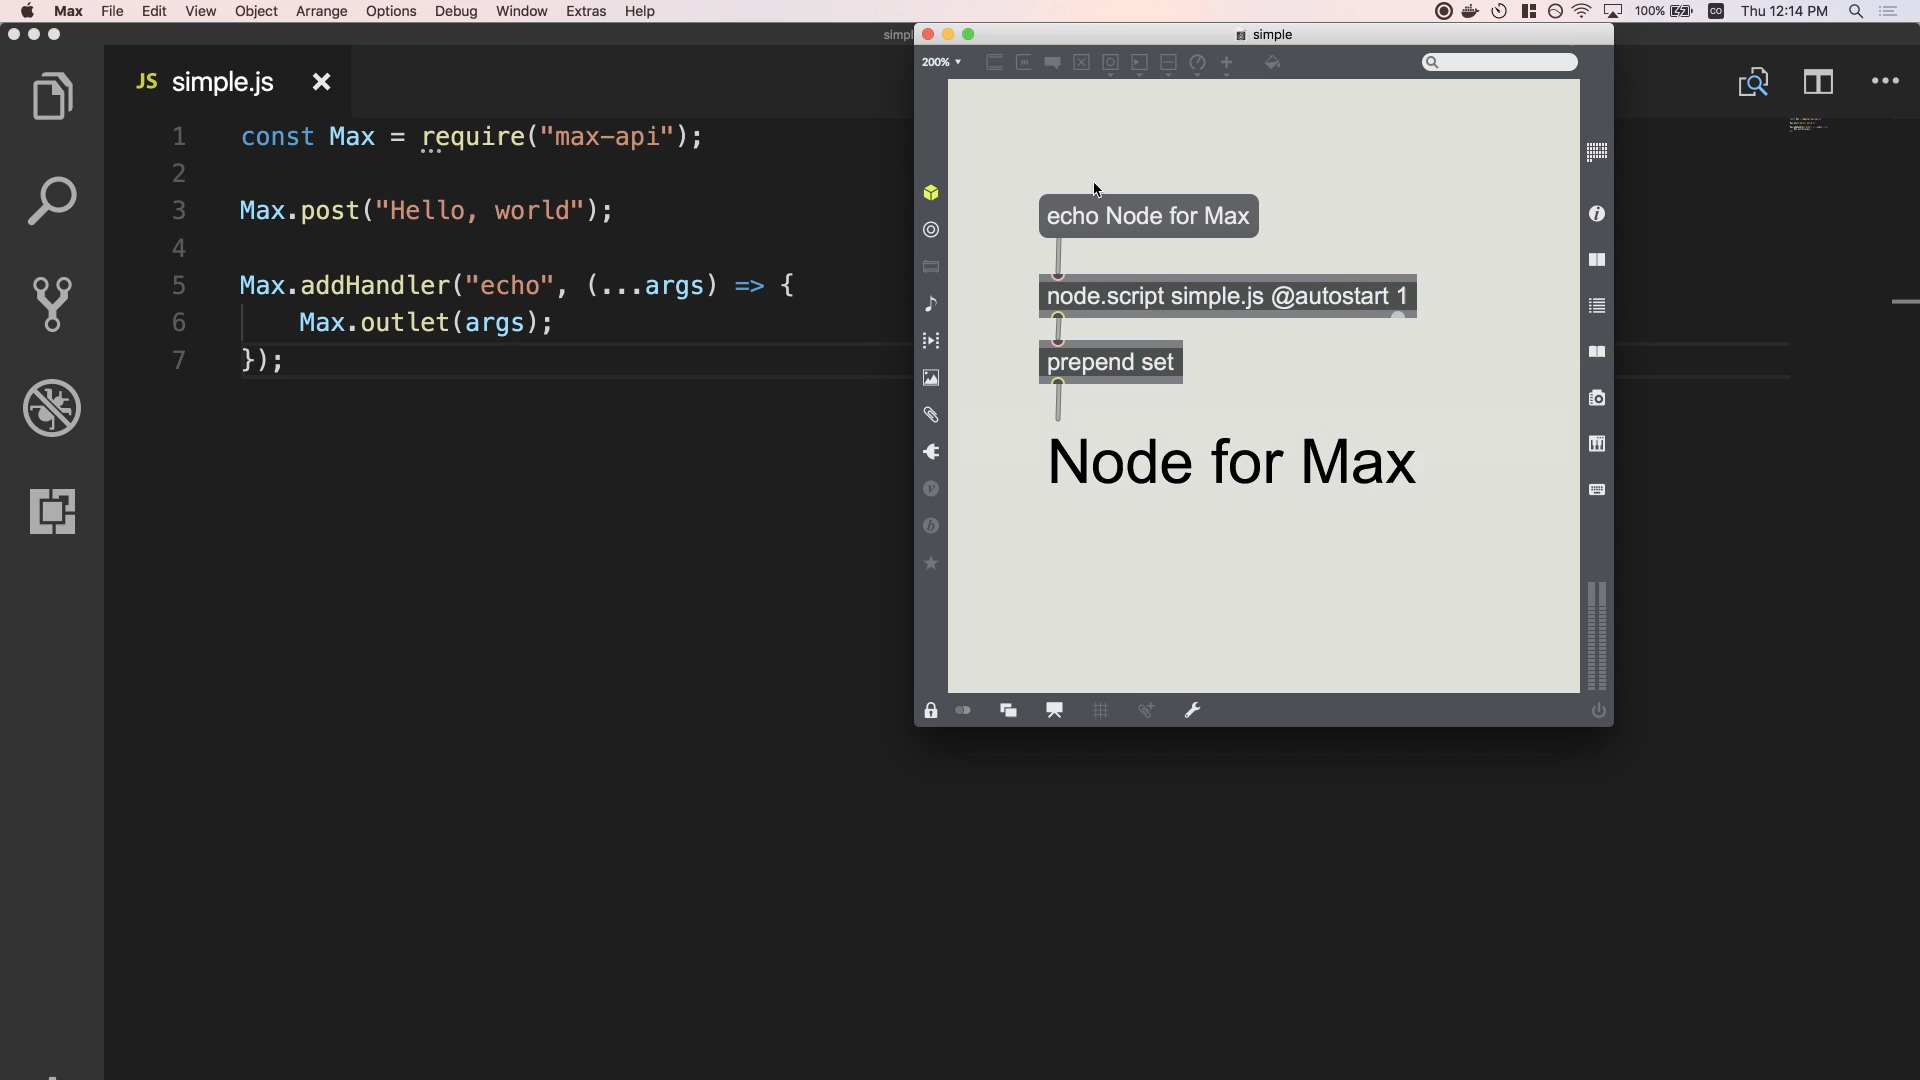 Max File Edit View Object Arrange Options Debug Window Extras Help
100% Thu 12:14 PM
simpl
simple
200%
JS simple.js
1 const Max = require("max-api");
2
3 Max.post("Hello, world");
4
5 Max.addHandler("echo", (...args) => {
6 Max.outlet(args);
7 });
echo Node for Max
node.script simple.js @autostart 1
prepend set
Node for Max